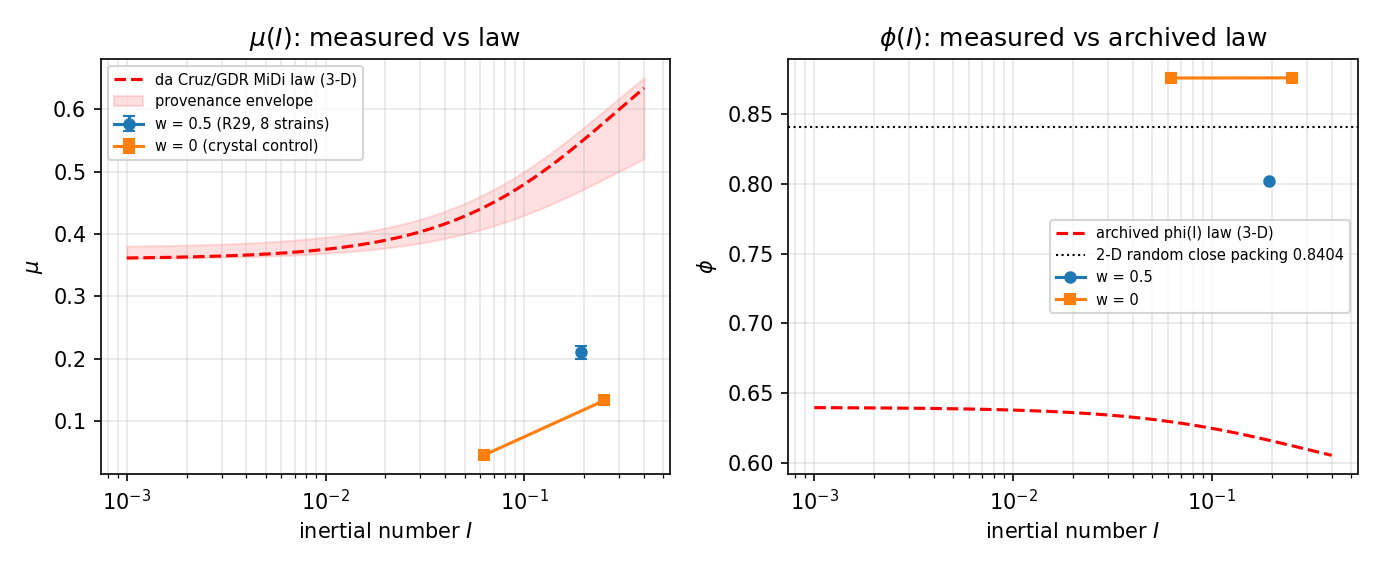 μ(I): measured vs law
da Cruz/GDR MiDi law (3-D)
provenance envelope
w = 0.5 (R29, 8 strains)
w = 0 (crystal control)
0.6
0.5
0.4
0.3
0.2
0.1
μ
10⁻³
10⁻²
10⁻¹
inertial number I
ϕ(I): measured vs archived law
0.85
0.80
0.75
0.70
0.65
0.60
ϕ
archived phi(I) law (3-D)
2-D random close packing 0.8404
w = 0.5
w = 0
10⁻³
10⁻²
10⁻¹
inertial number I